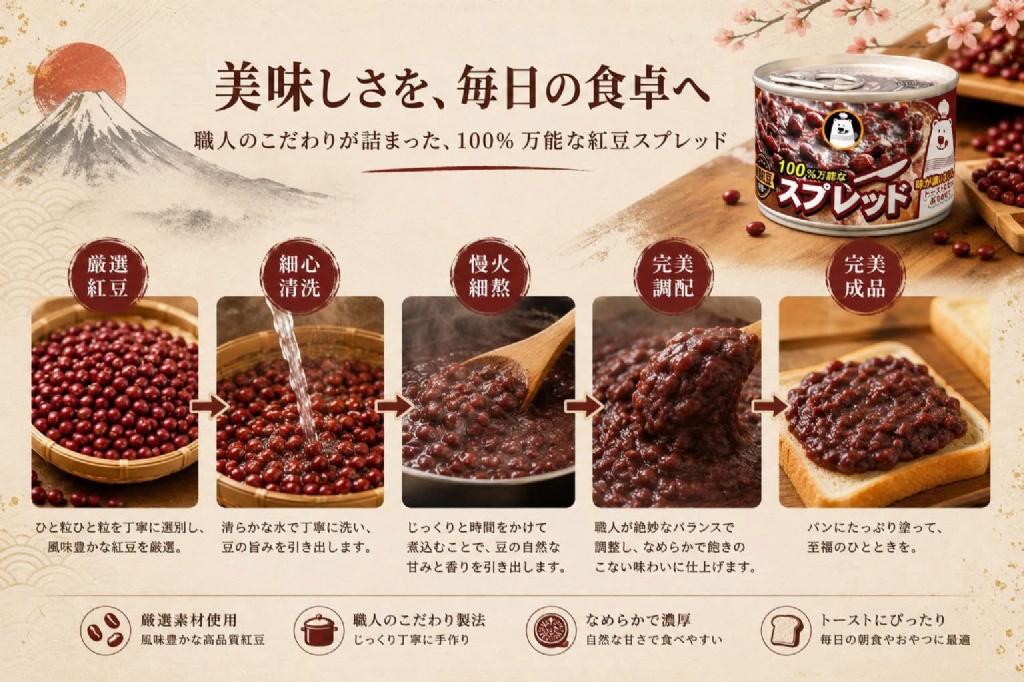 美味しさを、毎日の食卓へ
職人のこだわりが詰まった、100% 万能な紅豆スプレッド
100%万能な
スプレッド
厳選
紅豆
細心
清洗
慢火
細熬
完美
調配
完美
成品
ひと粒ひと粒を丁寧に選別し、
風味豊かな紅豆を厳選。
清らかな水で丁寧に洗い、
豆の旨みを引き出します。
じっくりと時間をかけて
煮込むことで、豆の自然な
甘みと香りを引き出します。
職人が絶妙なバランスで
調整し、なめらかで飽きの
こない味わいに仕上げます。
パンにたっぷり塗って、
至福のひとときを。
厳選素材使用
風味豊かな高品質紅豆
職人のこだわり製法
じっくり丁寧に手作り
なめらかで濃厚
自然な甘さで食べやすい
トーストにぴったり
毎日の朝食やおやつに最適